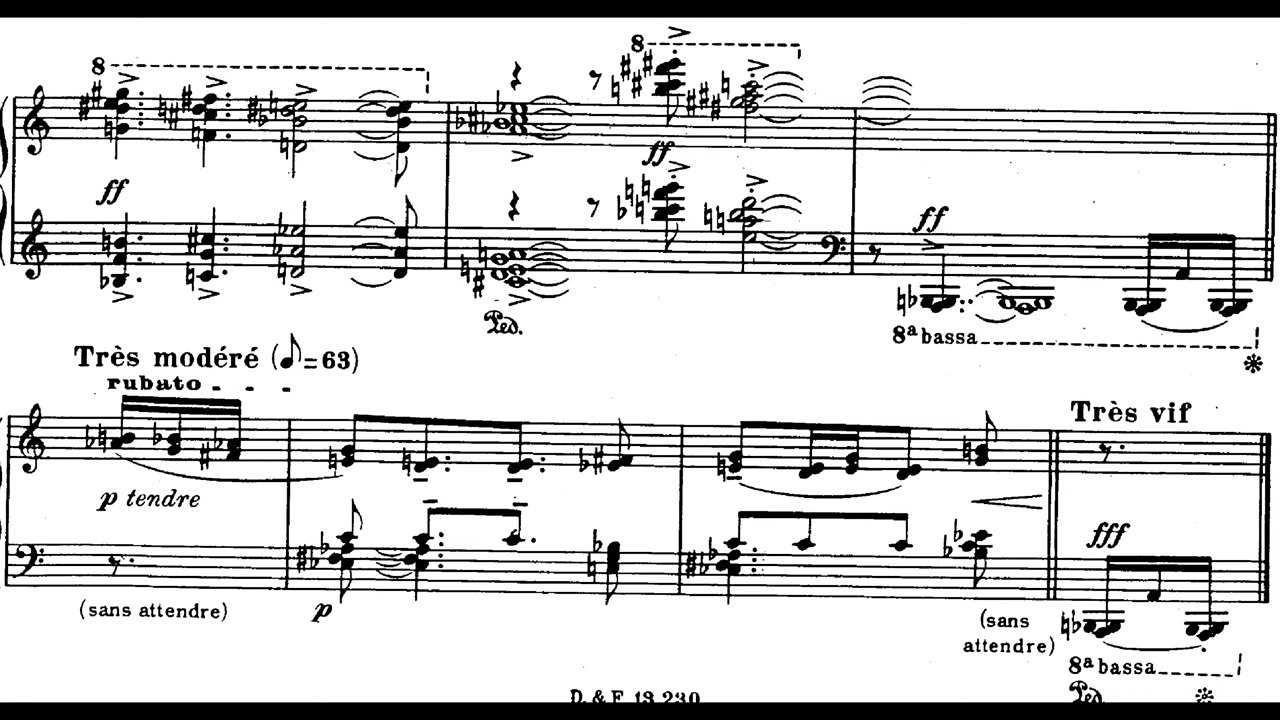 8
8
ff
ff
ff
Ped.
8ª bassa
Très modéré (♪=63)
rubato
Très vif
p tendre
fff
(sans attendre)
p
(sans
attendre)
8ª bassa
Ped.
D. & F. 13.230